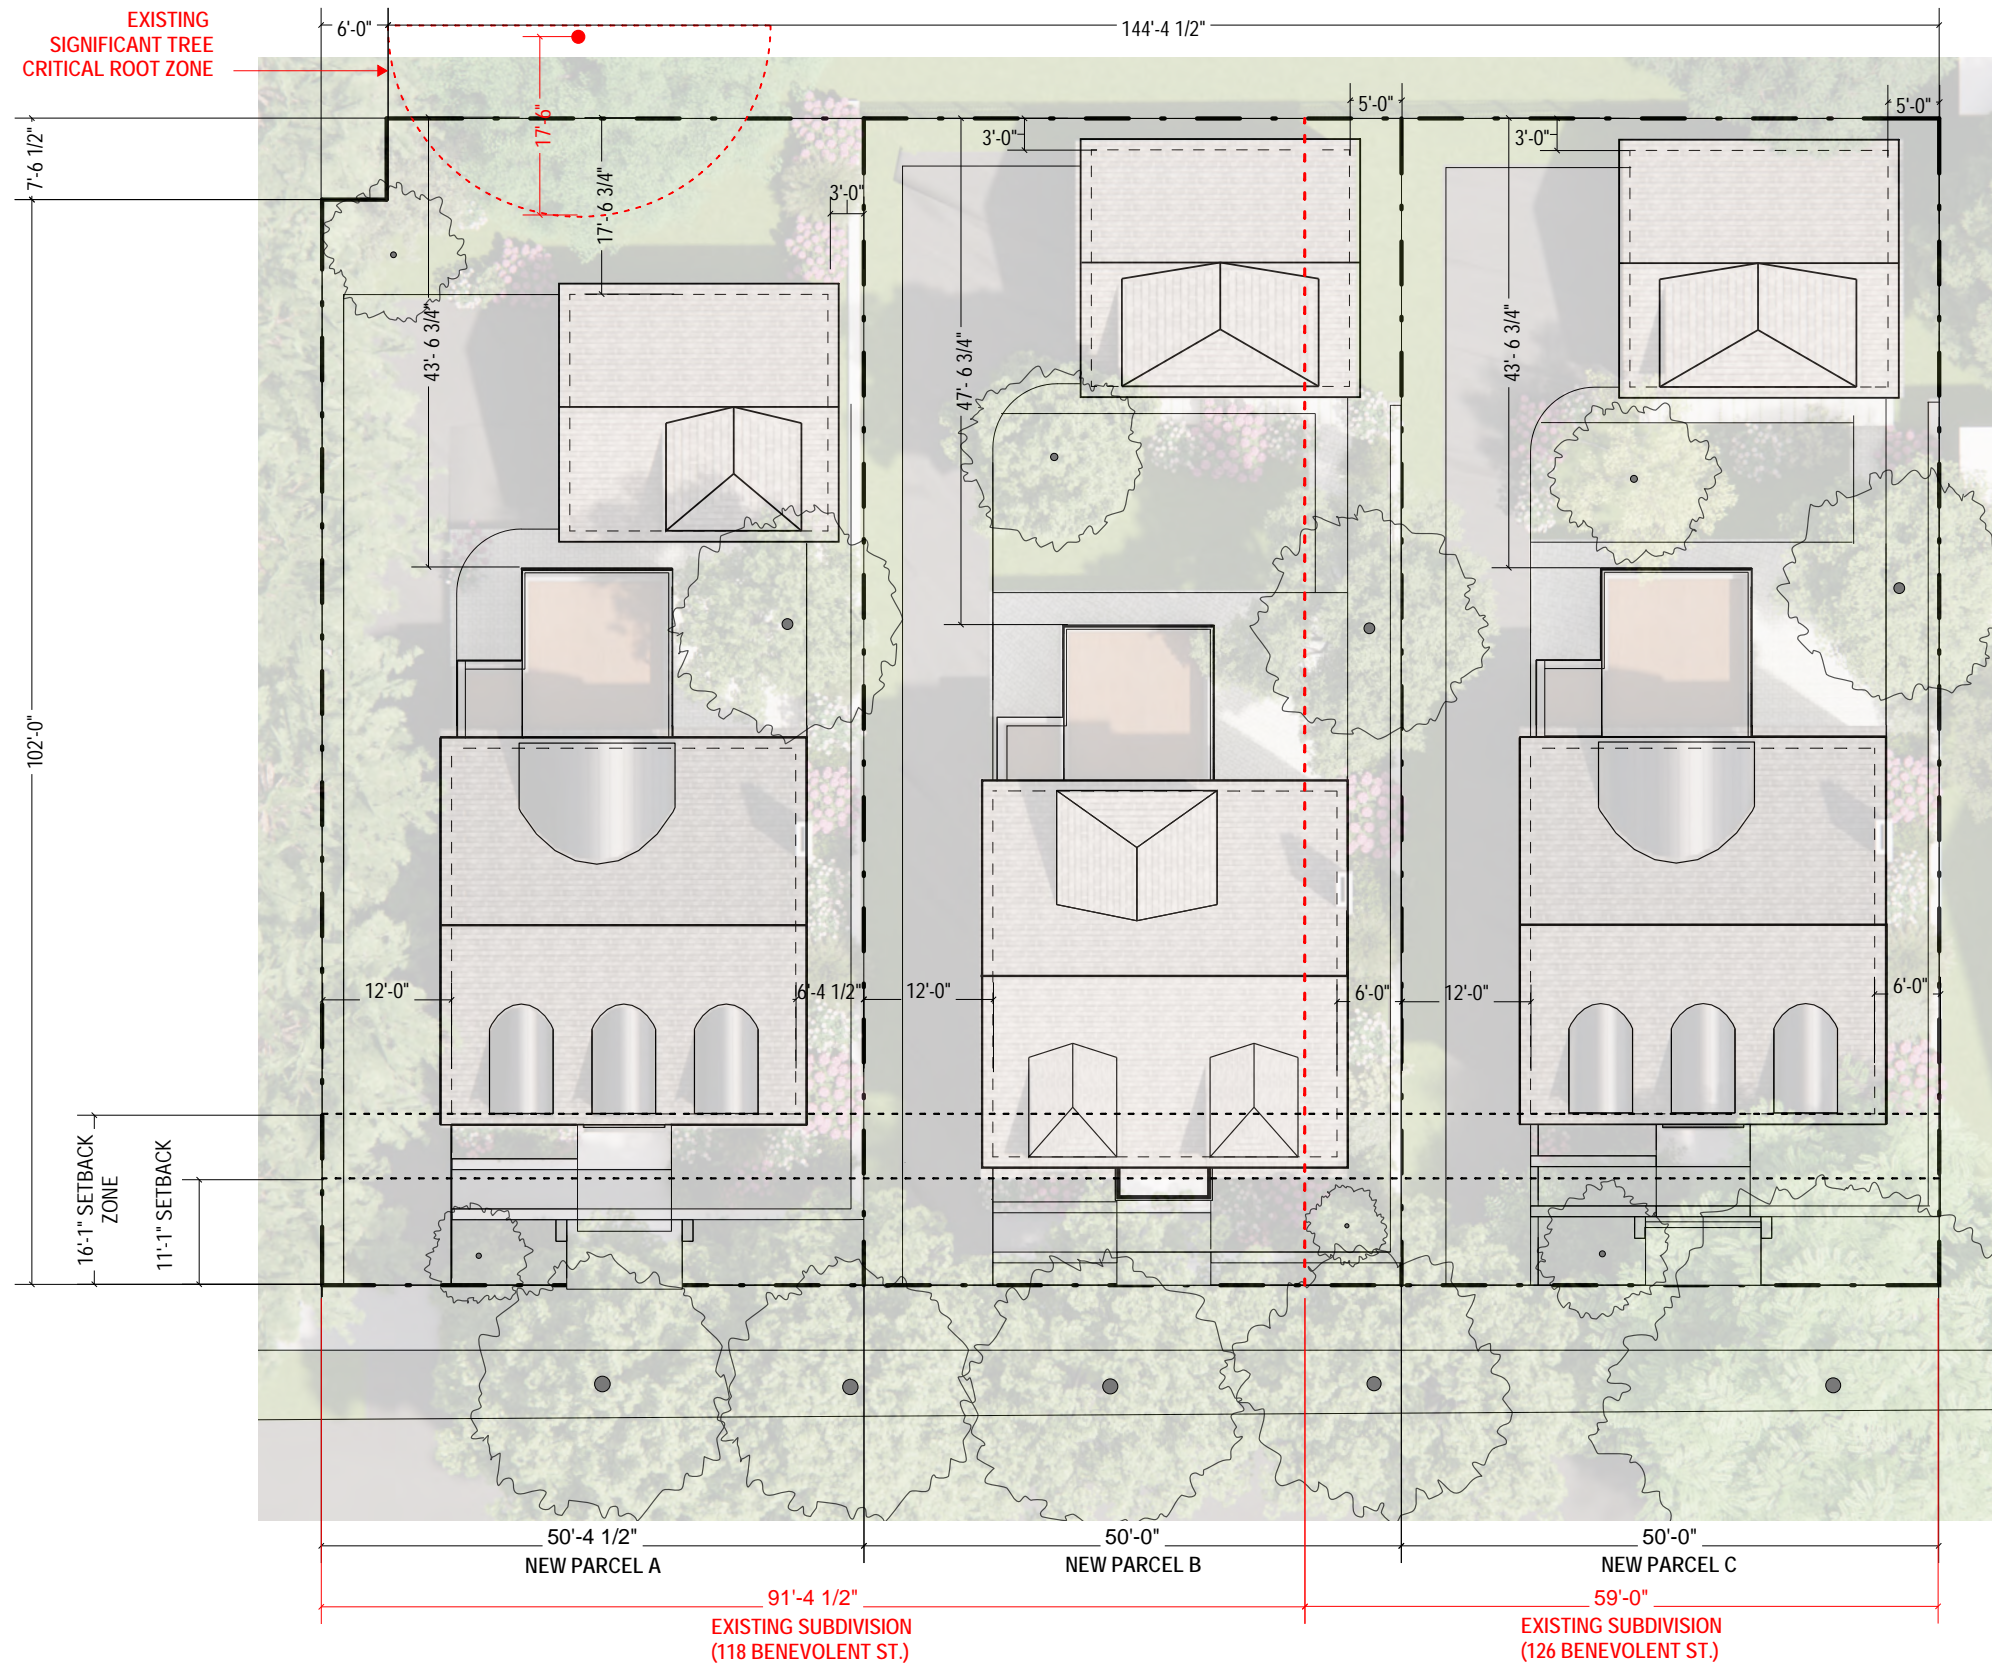 EXISTING
SIGNIFICANT TREE
CRITICAL ROOT ZONE
6'-0"
144'-4 1/2"
7'-6 1/2"
17'-6"
17'- 6 3/4"
3'-0"
43'- 6 3/4"
3'-0"
5'-0"
47'- 6 3/4"
3'-0"
5'-0"
43'- 6 3/4"
102'-0"
12'-0"
6'-4 1/2"
12'-0"
6'-0"
12'-0"
6'-0"
16'-1" SETBACK
ZONE
11'-1" SETBACK
50'-4 1/2"
NEW PARCEL A
50'-0"
NEW PARCEL B
50'-0"
NEW PARCEL C
91'-4 1/2"
EXISTING SUBDIVISION
(118 BENEVOLENT ST.)
59'-0"
EXISTING SUBDIVISION
(126 BENEVOLENT ST.)